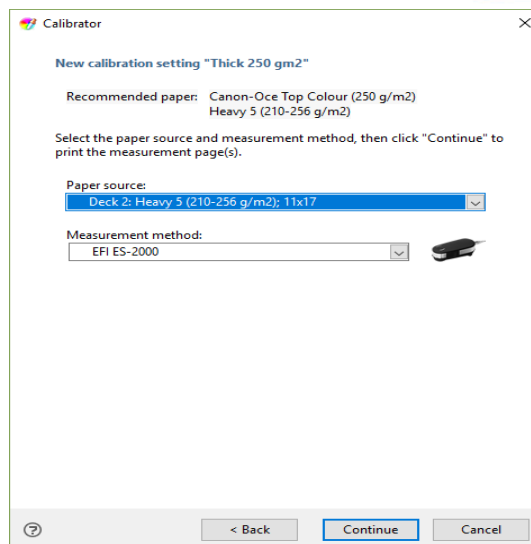 Calibrator
New calibration setting "Thick 250 gm2"
Recommended paper: Canon-Oce Top Colour (250 g/m2)
Heavy 5 (210-256 g/m2)
Select the paper source and measurement method, then click "Continue" to
print the measurement page(s).
Paper source:
Deck 2: Heavy 5 (210-256 g/m2); 11x17
Measurement method:
EFI ES-2000
< Back Continue Cancel